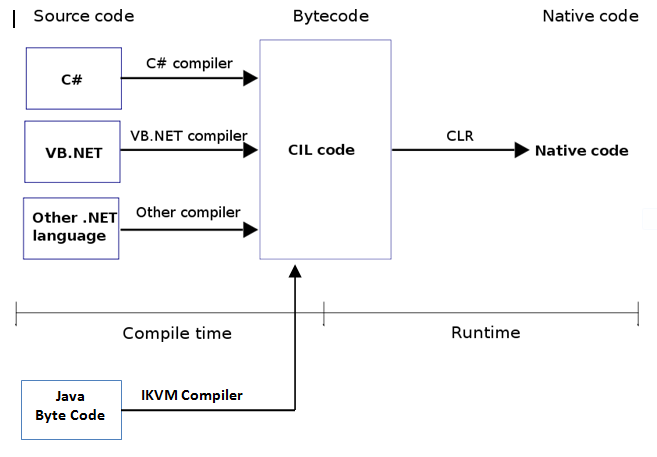 Source code
Bytecode
Native code
C#
C# compiler
VB.NET
VB.NET compiler
CIL code
CLR
Native code
Other .NET
language
Other compiler
Compile time
Runtime
Java
Byte Code
IKVM Compiler